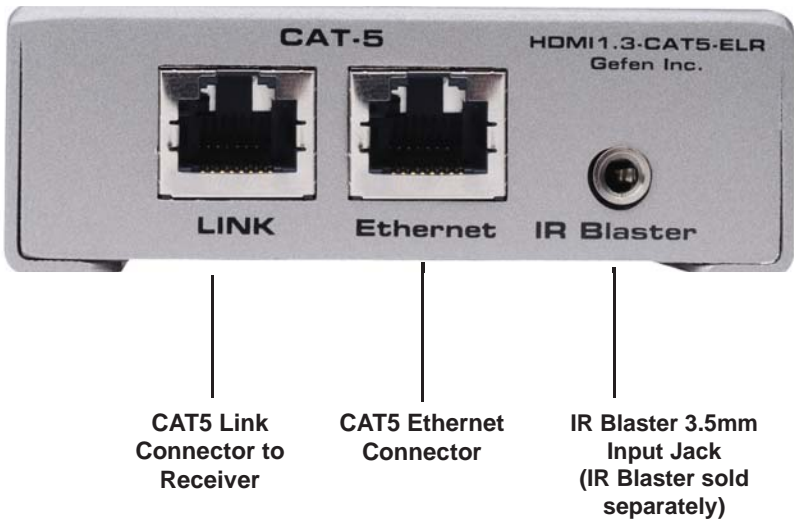 CAT-5
HDMI1.3-CAT5-ELR
Gefen Inc.
LINK
Ethernet
IR Blaster
CAT5 Link
Connector to
Receiver
CAT5 Ethernet
Connector
IR Blaster 3.5mm
Input Jack
(IR Blaster sold
separately)